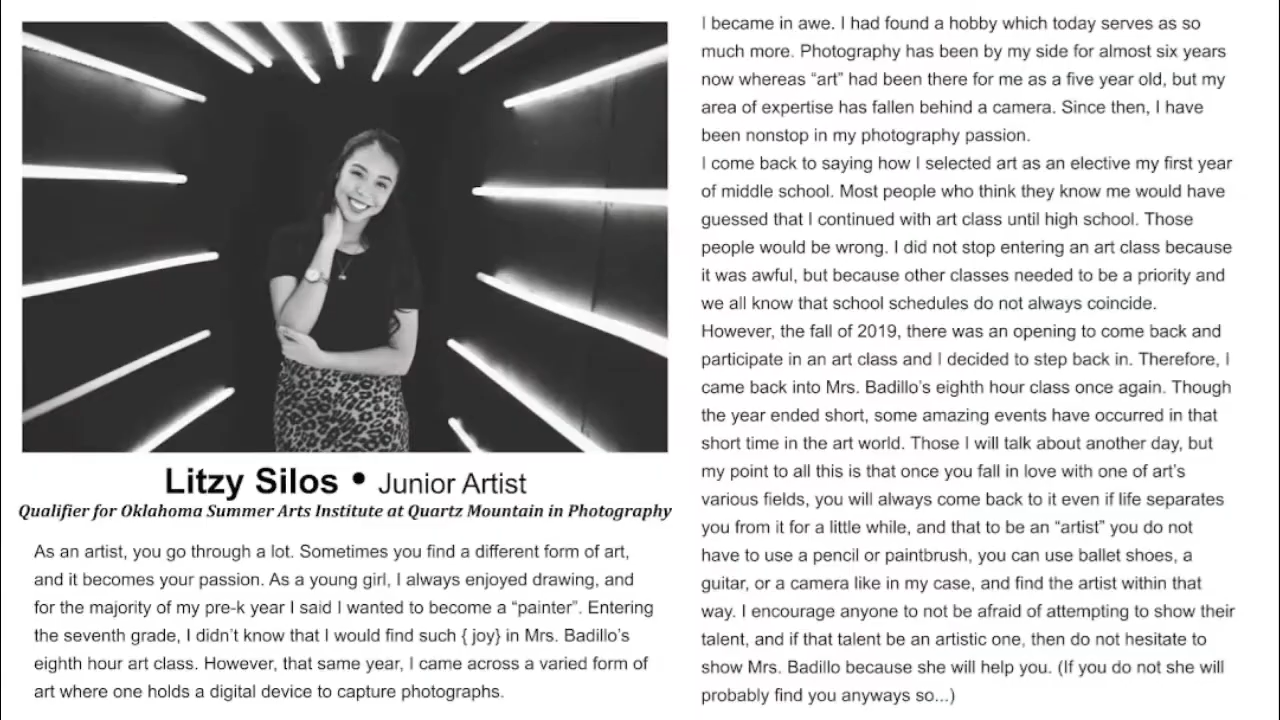 Litzy Silos • Junior Artist
Qualifier for Oklahoma Summer Arts Institute at Quartz Mountain in Photography
As an artist, you go through a lot. Sometimes you find a different form of art,
and it becomes your passion. As a young girl, I always enjoyed drawing, and
for the majority of my pre-k year I said I wanted to become a “painter”. Entering
the seventh grade, I didn’t know that I would find such { joy} in Mrs. Badillo’s
eighth hour art class. However, that same year, I came across a varied form of
art where one holds a digital device to capture photographs.
I became in awe. I had found a hobby which today serves as so
much more. Photography has been by my side for almost six years
now whereas “art” had been there for me as a five year old, but my
area of expertise has fallen behind a camera. Since then, I have
been nonstop in my photography passion.
I come back to saying how I selected art as an elective my first year
of middle school. Most people who think they know me would have
guessed that I continued with art class until high school. Those
people would be wrong. I did not stop entering an art class because
it was awful, but because other classes needed to be a priority and
we all know that school schedules do not always coincide.
However, the fall of 2019, there was an opening to come back and
participate in an art class and I decided to step back in. Therefore, I
came back into Mrs. Badillo’s eighth hour class once again. Though
the year ended short, some amazing events have occurred in that
short time in the art world. Those I will talk about another day, but
my point to all this is that once you fall in love with one of art’s
various fields, you will always come back to it even if life separates
you from it for a little while, and that to be an “artist” you do not
have to use a pencil or paintbrush, you can use ballet shoes, a
guitar, or a camera like in my case, and find the artist within that
way. I encourage anyone to not be afraid of attempting to show their
talent, and if that talent be an artistic one, then do not hesitate to
show Mrs. Badillo because she will help you. (If you do not she will
probably find you anyways so...)